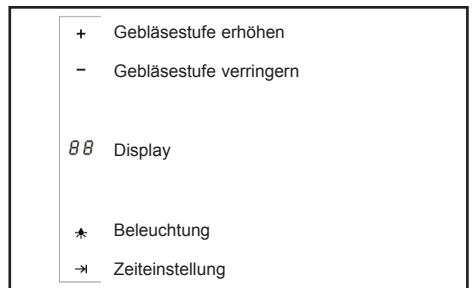 + Gebläsestufe erhöhen
− Gebläsestufe verringern
88 Display
Beleuchtung
Zeiteinstellung